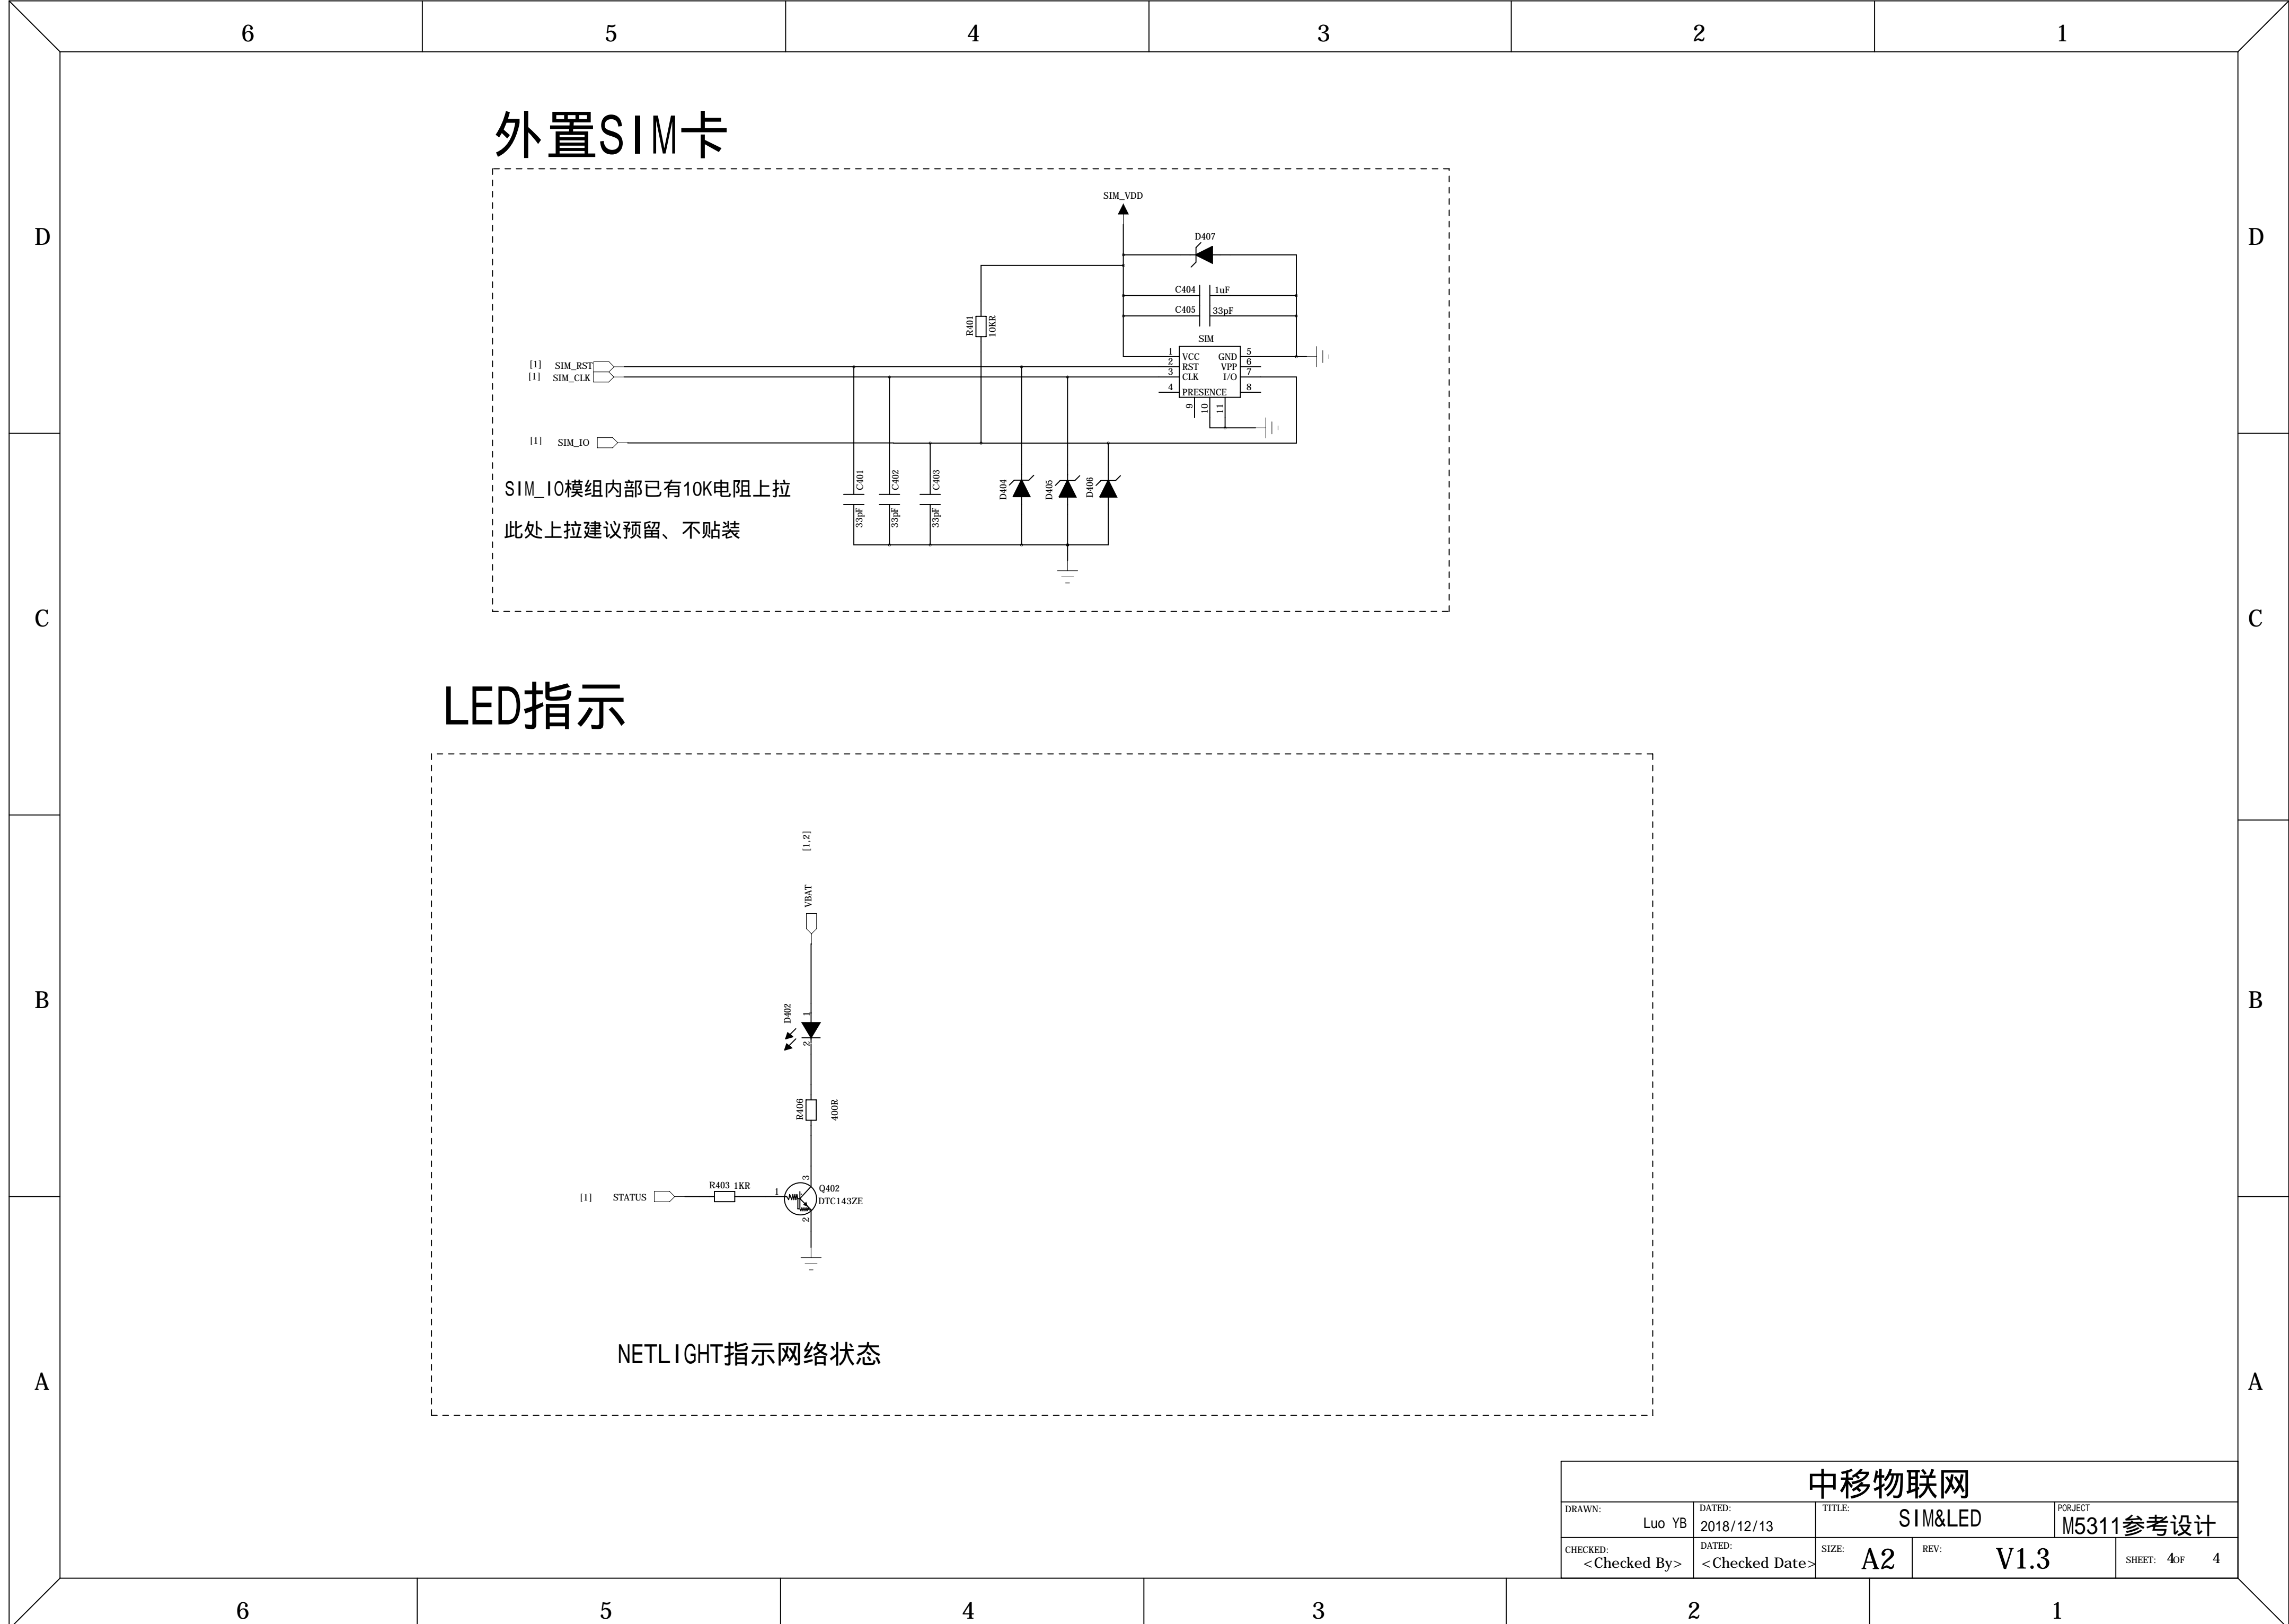 6 5 4 3 2 1
外置SIM卡
SIM_VDD
D D
D407
C404 1uF
C405 33pF
R401
10KR
SIM
[1] SIM_RST
[1] SIM_CLK
1 VCC GND 5
2 RST VPP 6
3 CLK I/O 7
4 PRESENCE 8
9 10 11
[1] SIM_IO
SIM_IO模组内部已有10K电阻上拉
此处上拉建议预留、不贴装
C401 C402 C403
33pF 33pF 33pF
D404 D405 D406
C C
LED指示
[1,2]
VBAT
B B
D402
1
2
R406 400R
3
R403 1KR
1
Q402
DTC143ZE
[1] STATUS
2
NETLIGHT指示网络状态
A A
中移物联网
DRAWN: Luo YB
DATED: 2018/12/13
TITLE: SIM&LED
PORJECT M5311参考设计
CHECKED: <Checked By>
DATED: <Checked Date>
SIZE: A2
REV: V1.3
SHEET: 4OF 4
6 5 4 3 2 1